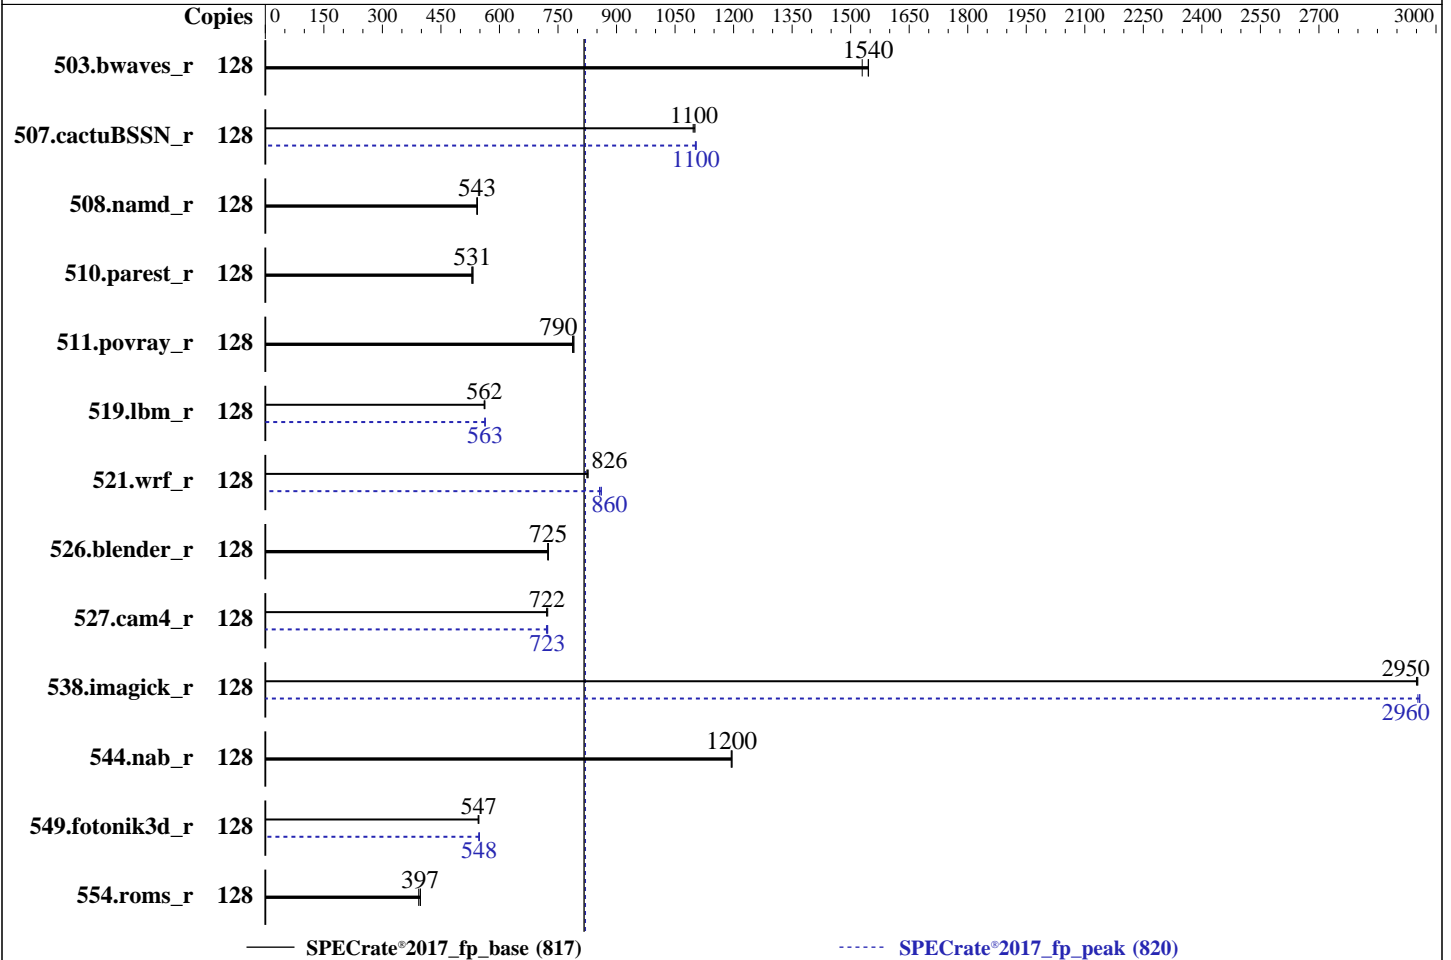 Copies 0 150 300 450 600 750 900 1050 1200 1350 1500 1650 1800 1950 2100 2250 2400 2550 2700 3000
503.bwaves_r 128 1540
507.cactuBSSN_r 128 1100
1100
508.namd_r 128 543
510.parest_r 128 531
511.povray_r 128 790
519.lbm_r 128 562
563
521.wrf_r 128 826
860
526.blender_r 128 725
527.cam4_r 128 722
723
538.imagick_r 128 2950
2960
544.nab_r 128 1200
549.fotonik3d_r 128 547
548
554.roms_r 128 397
SPECrate®2017_fp_base (817) SPECrate®2017_fp_peak (820)